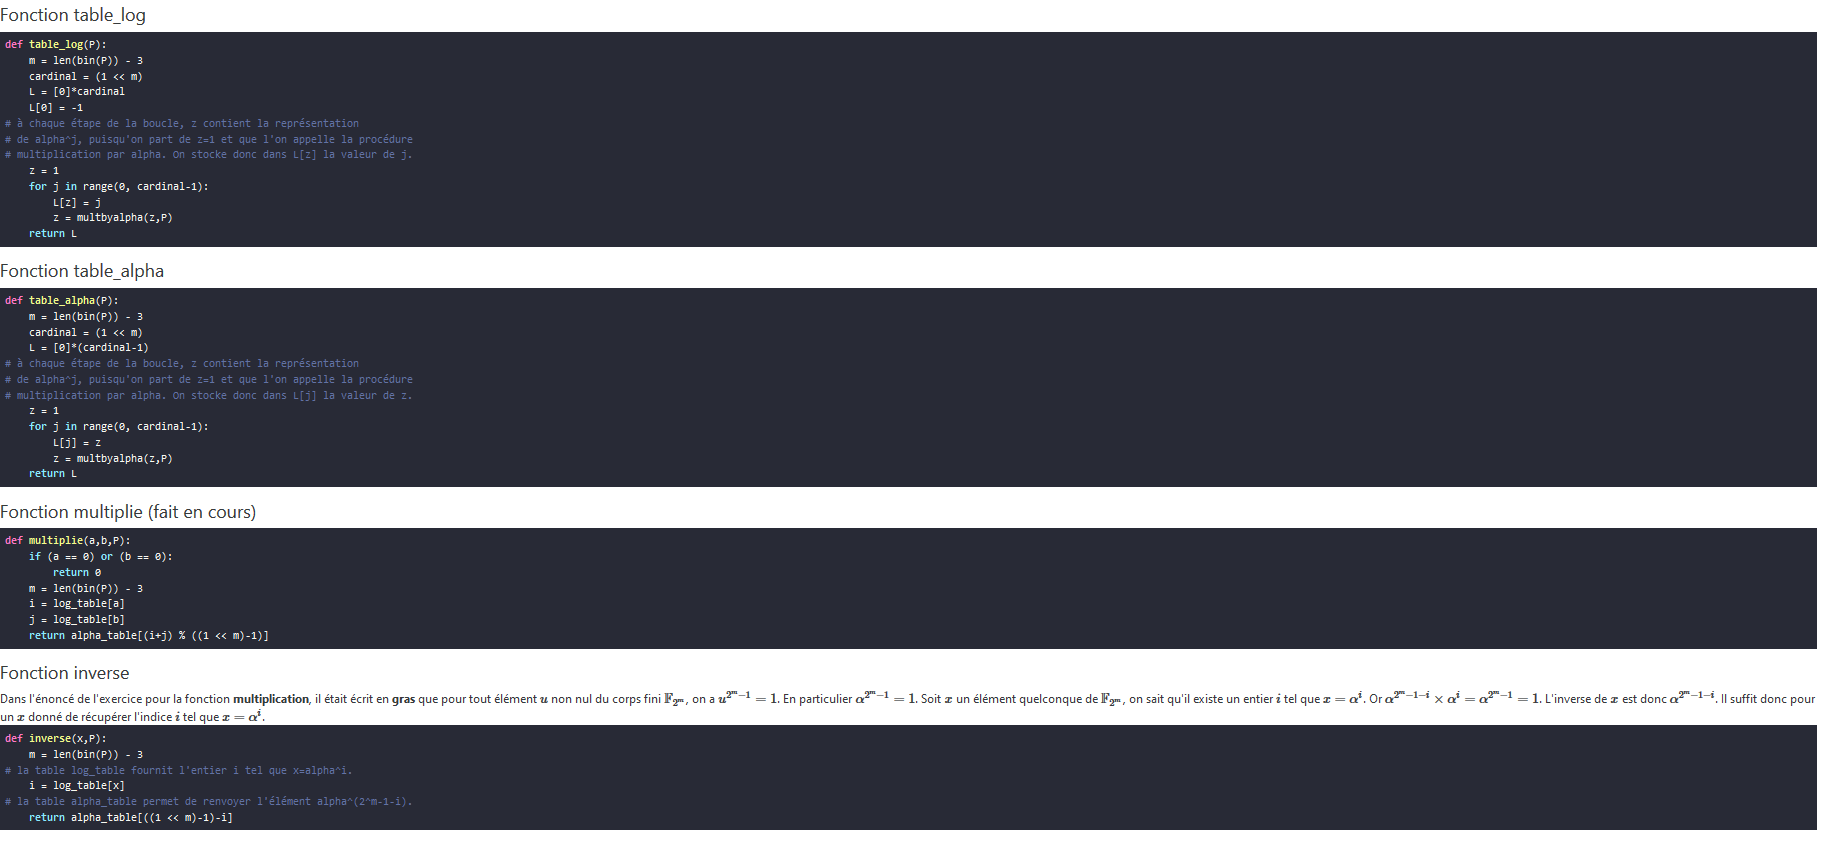 Fonction table_log
def table_log(P):
    m = len(bin(P)) - 3
    cardinal = (1 << m)
    L = [0]*cardinal
    L[0] = -1
# à chaque étape de la boucle, z contient la représentation
# de alpha^j, puisqu'on part de z=1 et que l'on appelle la procédure
# multiplication par alpha. On stocke donc dans L[z] la valeur de j.
    z = 1
    for j in range(0, cardinal-1):
        L[z] = j
        z = multbyalpha(z,P)
    return L
Fonction table_alpha
def table_alpha(P):
    m = len(bin(P)) - 3
    cardinal = (1 << m)
    L = [0]*(cardinal-1)
# à chaque étape de la boucle, z contient la représentation
# de alpha^j, puisqu'on part de z=1 et que l'on appelle la procédure
# multiplication par alpha. On stocke donc dans L[j] la valeur de z.
    z = 1
    for j in range(0, cardinal-1):
        L[j] = z
        z = multbyalpha(z,P)
    return L
Fonction multiplie (fait en cours)
def multiplie(a,b,P):
    if (a == 0) or (b == 0):
        return 0
    m = len(bin(P)) - 3
    i = log_table[a]
    j = log_table[b]
    return alpha_table[(i+j) % ((1 << m)-1)]
Fonction inverse
Dans l'énoncé de l'exercice pour la fonction multiplication, il était écrit en gras que pour tout élément u non nul du corps fini 𝔽_{2^m}, on a u^{2^m−1} = 1. En particulier α^{2^m−1} = 1. Soit x un élément quelconque de 𝔽_{2^m}, on sait qu'il existe un entier i tel que x = α^i. Or α^{2^m−1−i} × α^i = α^{2^m−1} = 1. L'inverse de x est donc α^{2^m−1−i}. Il suffit donc pour
un x donné de récupérer l'indice i tel que x = α^i.
def inverse(x,P):
    m = len(bin(P)) - 3
# la table log_table fournit l'entier i tel que x=alpha^i.
    i = log_table[x]
# la table alpha_table permet de renvoyer l'élément alpha^(2^m-1-i).
    return alpha_table[((1 << m)-1)-i]